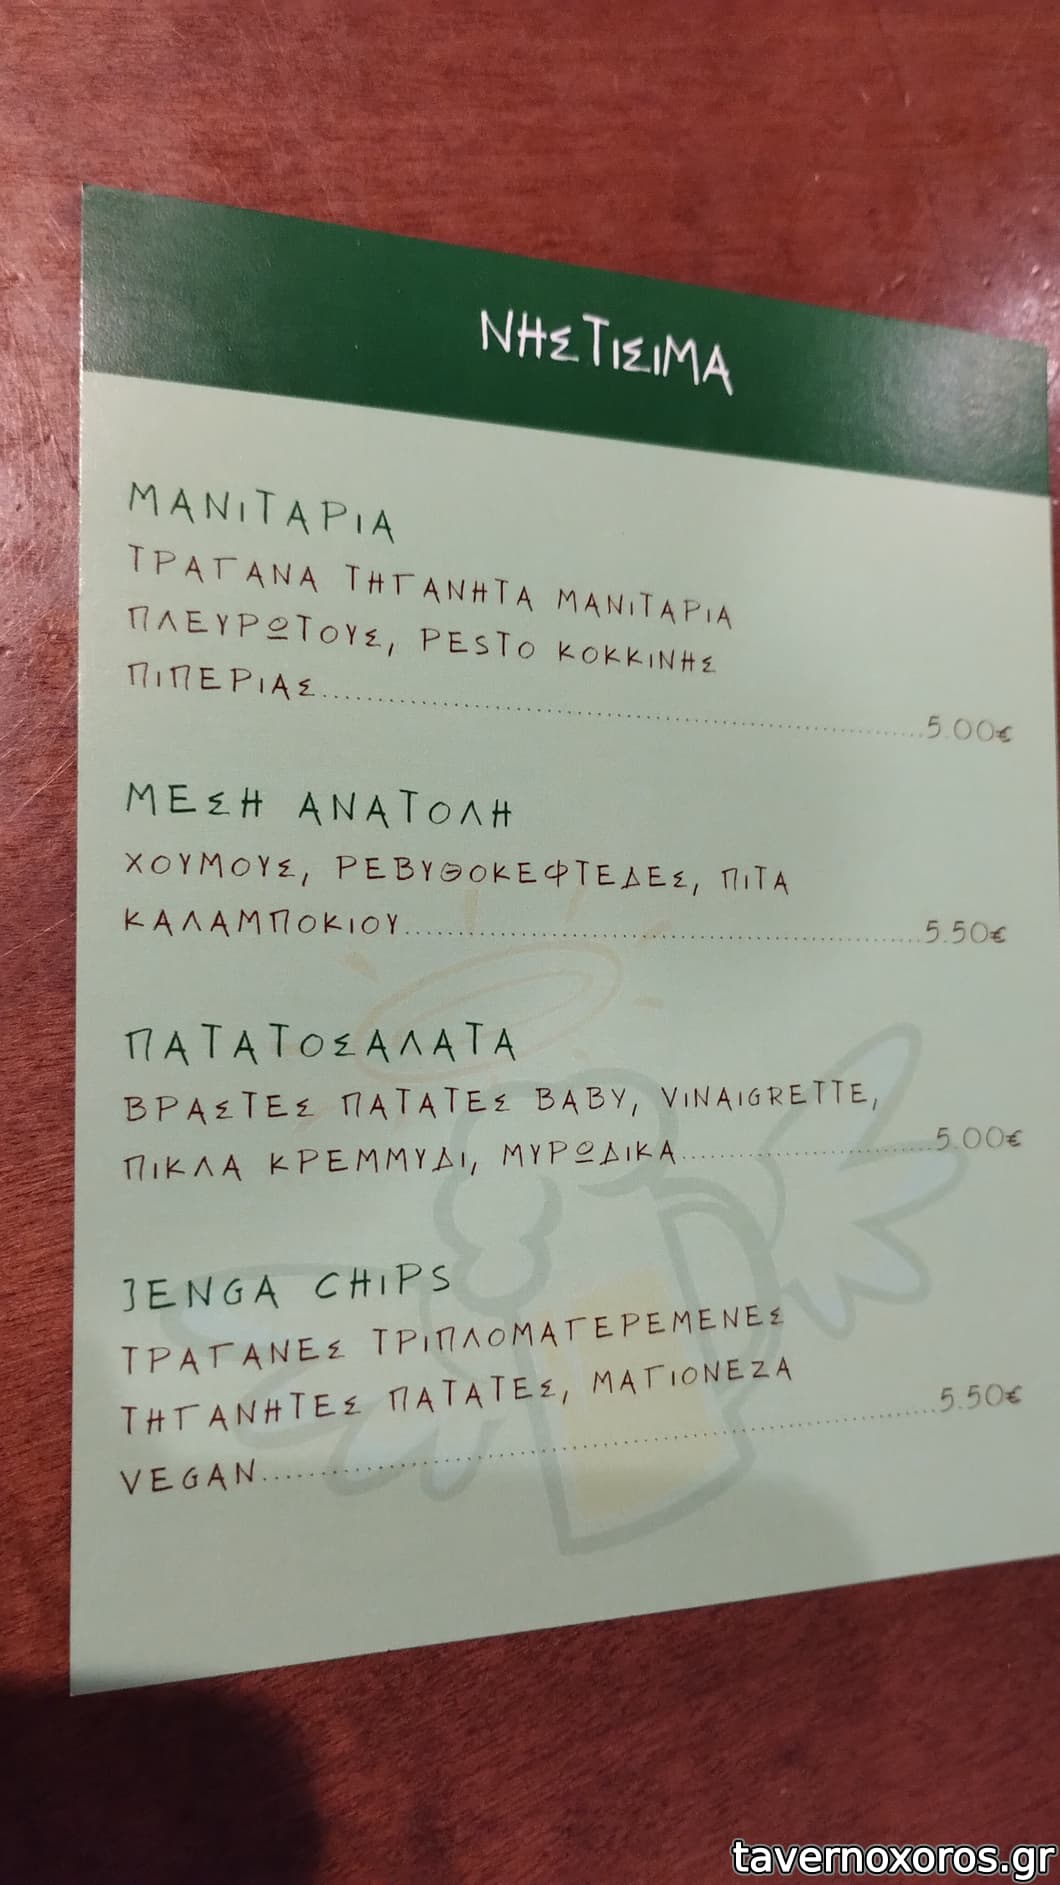 ΝΗΣΤΙΣΙΜΑ
ΜΑΝΙΤΑΡΙΑ
ΤΡΑΓΑΝΑ ΤΗΓΑΝΗΤΑ ΜΑΝΙΤΑΡΙΑ
ΠΛΕΥΡΩΤΟΥΣ, PESTO ΚΟΚΚΙΝΗΣ
ΠΙΠΕΡΙΑΣ.....5.00€
ΜΕΣΗ ΑΝΑΤΟΛΗ
ΧΟΥΜΟΥΣ, ΡΕΒΥΘΟΚΕΦΤΕΔΕΣ, ΠΙΤΑ
ΚΑΛΑΜΠΟΚΙΟΥ.....5.50€
ΠΑΤΑΤΟΣΑΛΑΤΑ
ΒΡΑΣΤΕΣ ΠΑΤΑΤΕΣ BABY, VINAIGRETTE,
ΠΙΚΛΑ ΚΡΕΜΜΥΔΙ, ΜΥΡΩΔΙΚΑ.....5.00€
JENGA CHIPS
ΤΡΑΓΑΝΕΣ ΤΡΙΠΛΟΜΑΓΕΡΕΜΕΝΕΣ
ΤΗΓΑΝΗΤΕΣ ΠΑΤΑΤΕΣ, ΜΑΓΙΟΝΕΖΑ
VEGAN.....5.50€
tavernoxoros.gr